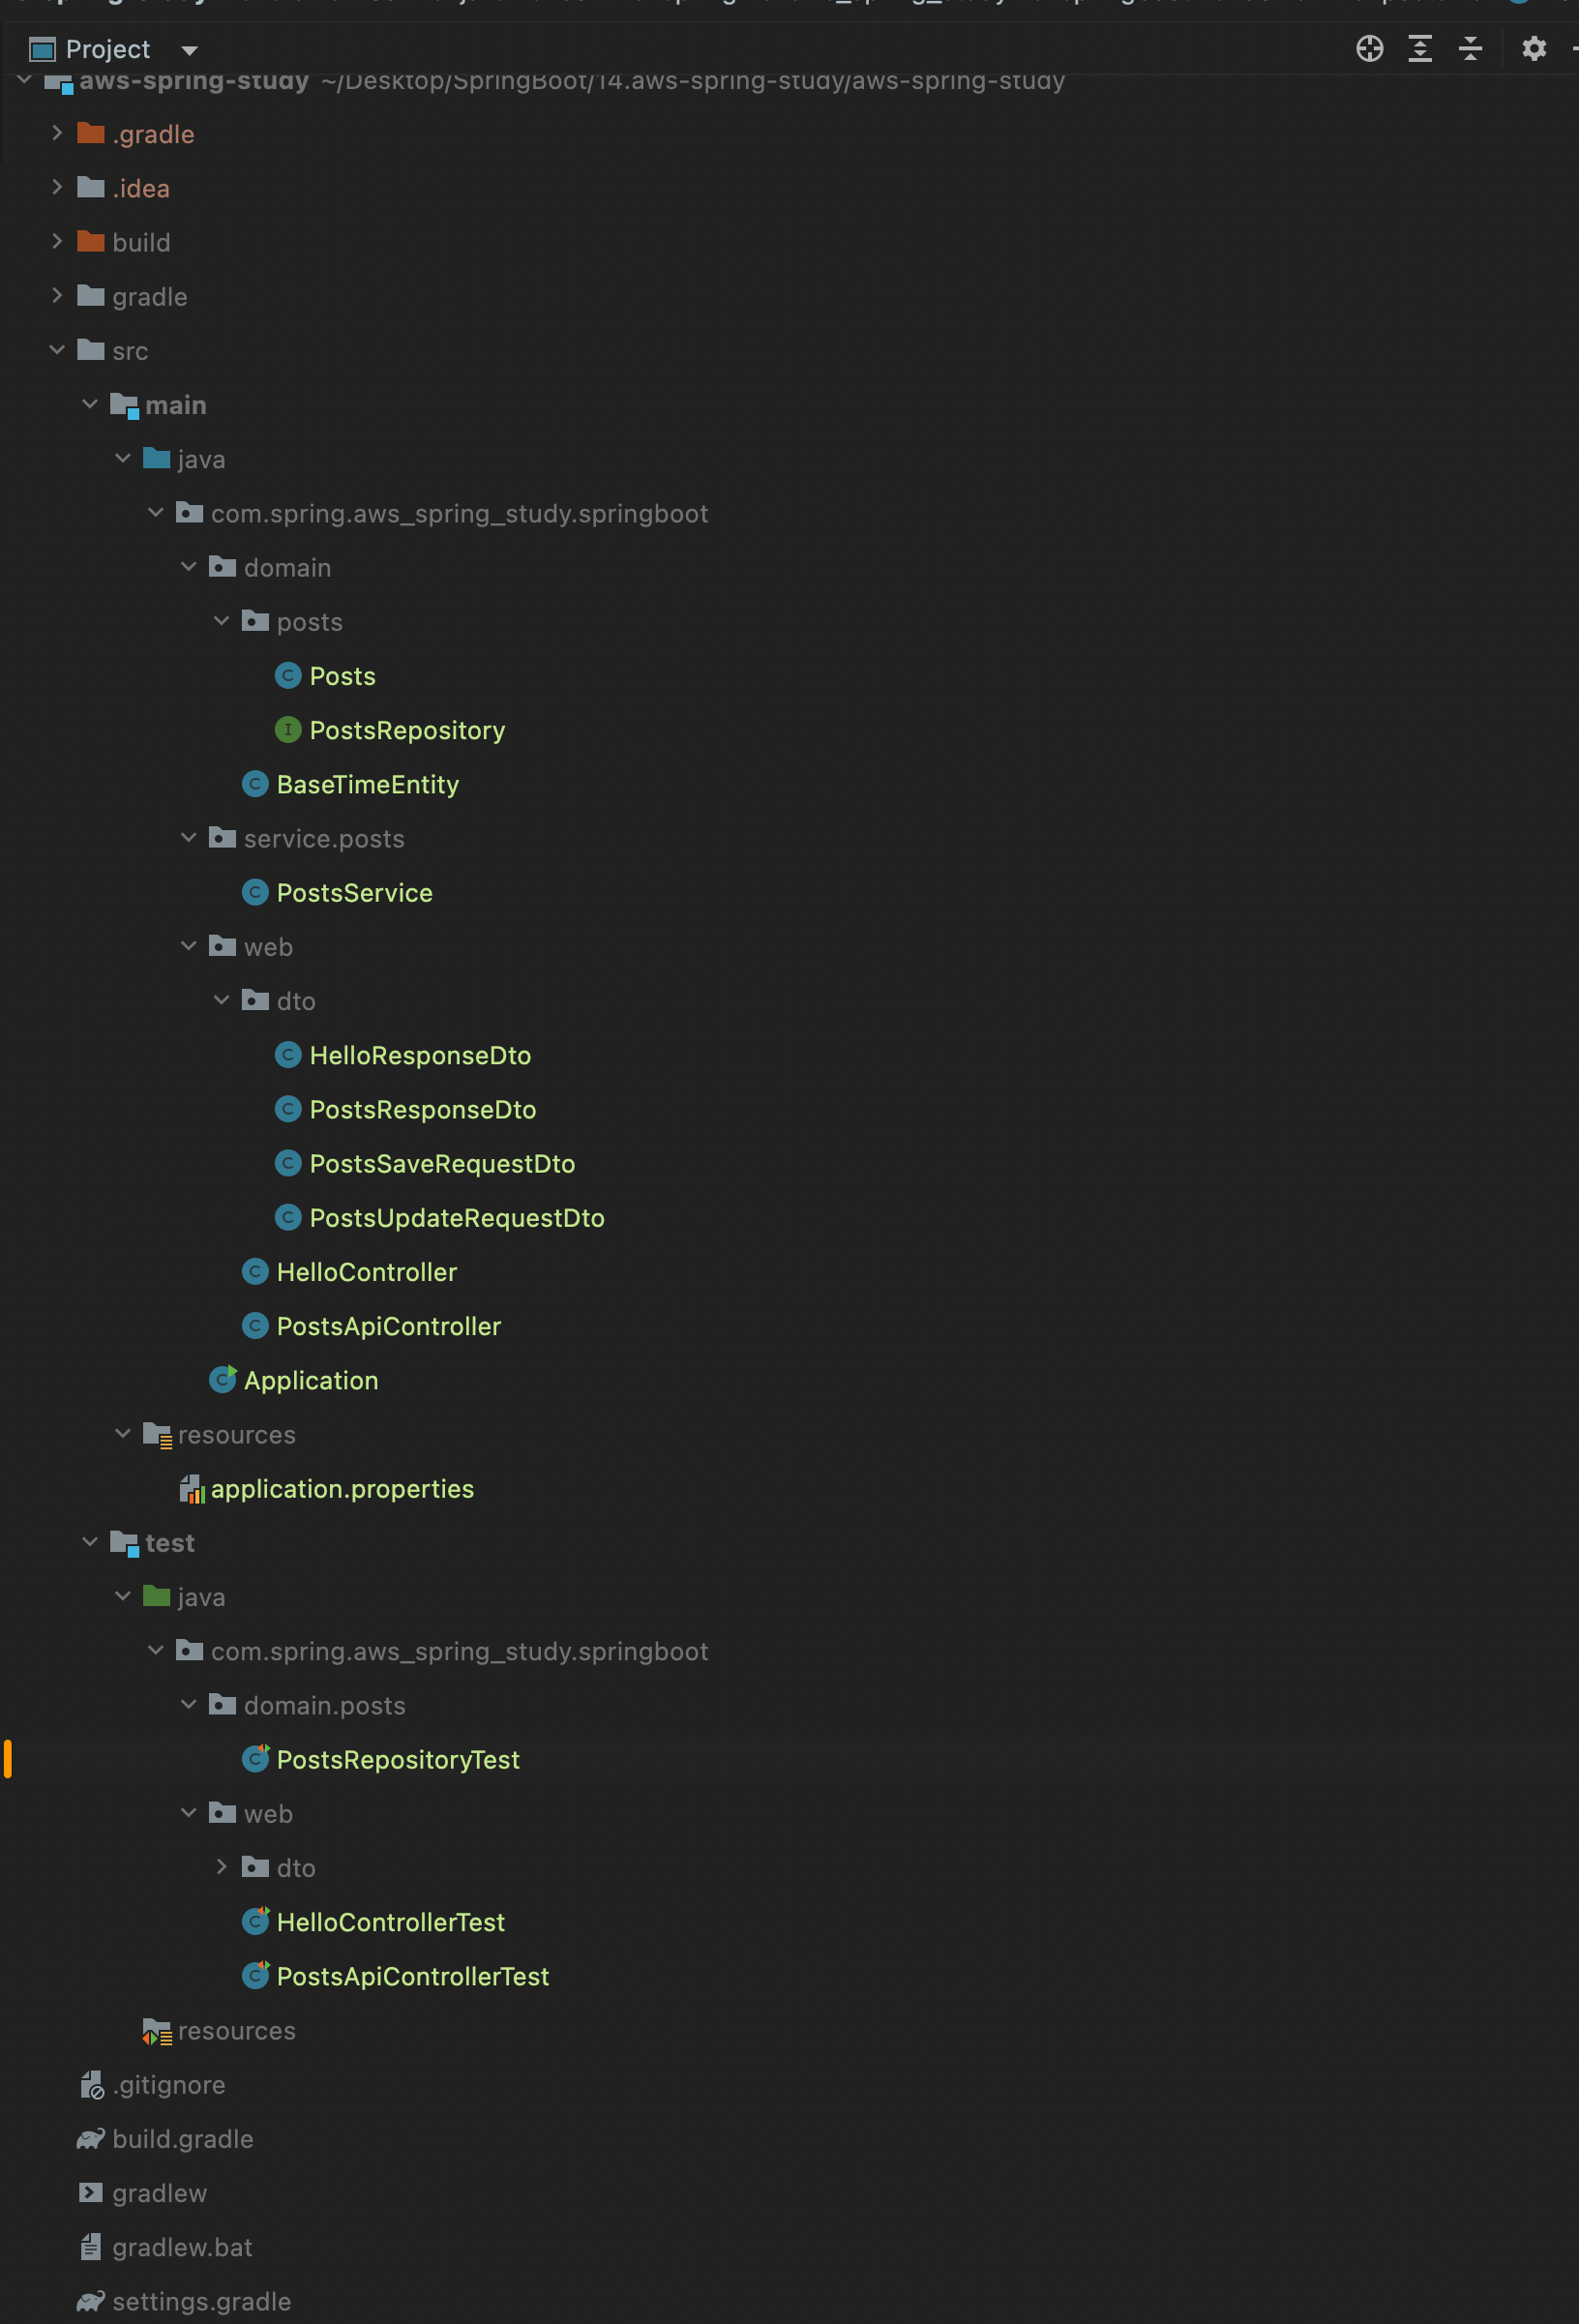 Project
aws-spring-study ~/Desktop/SpringBoot/14.aws-spring-study/aws-spring-study
.gradle
.idea
build
gradle
src
main
java
com.spring.aws_spring_study.springboot
domain
posts
Posts
PostsRepository
BaseTimeEntity
service.posts
PostsService
web
dto
HelloResponseDto
PostsResponseDto
PostsSaveRequestDto
PostsUpdateRequestDto
HelloController
PostsApiController
Application
resources
application.properties
test
java
com.spring.aws_spring_study.springboot
domain.posts
PostsRepositoryTest
web
dto
HelloControllerTest
PostsApiControllerTest
resources
.gitignore
build.gradle
gradlew
gradlew.bat
settings.gradle